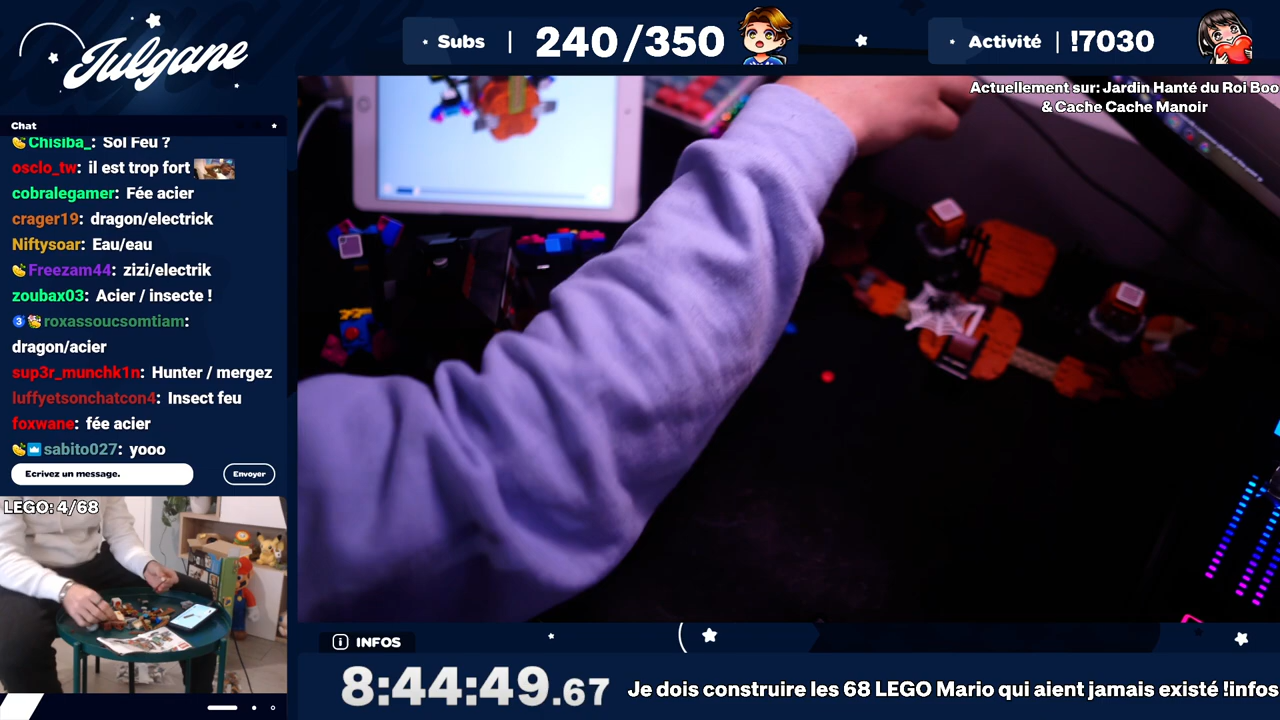 Julgane
Subs | 240/350
Activité | !7030
Actuellement sur: Jardin Hanté du Roi Boo
& Cache Cache Manoir
Chat
Chisiba_: Sol Feu ?
osclo_tw: il est trop fort
cobralegamer: Fée acier
crager19: dragon/electrick
Niftysoar: Eau/eau
Freezam44: zizi/electrik
zoubax03: Acier / insecte !
3 roxassoucsomtiam:
dragon/acier
sup3r_munchk1n: Hunter / mergez
luffyetsonchatcon4: Insect feu
foxwane: fée acier
sabito027: yooo
Ecrivez un message.
Envoyer
LEGO: 4/68
INFOS
8:44:49.67
Je dois construire les 68 LEGO Mario qui aient jamais existé !infos